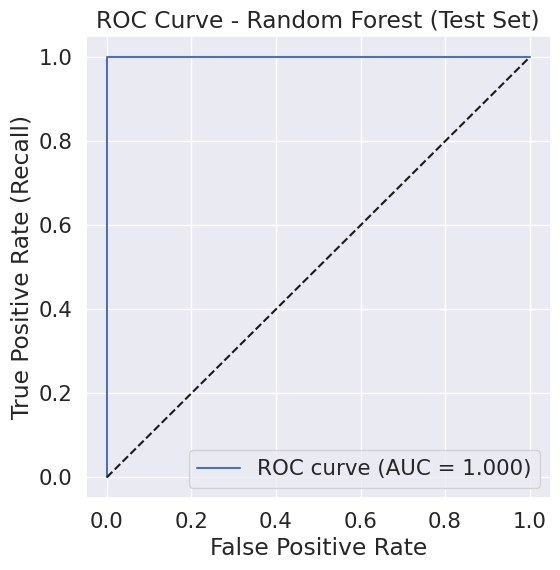 ROC Curve - Random Forest (Test Set)
True Positive Rate (Recall)
1.0
0.8
0.6
0.4
0.2
0.0
ROC curve (AUC = 1.000)
0.0 0.2 0.4 0.6 0.8 1.0
False Positive Rate